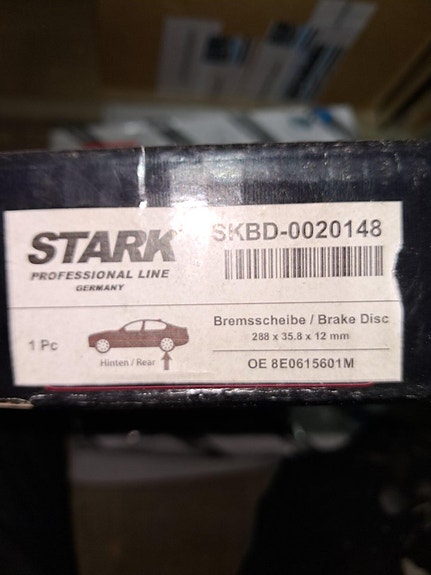 STARK
PROFESSIONAL LINE
GERMANY
SKBD-0020148
1 Pc
Hinten / Rear
Bremsscheibe / Brake Disc
288 x 35.8 x 12 mm
OE 8E0615601M